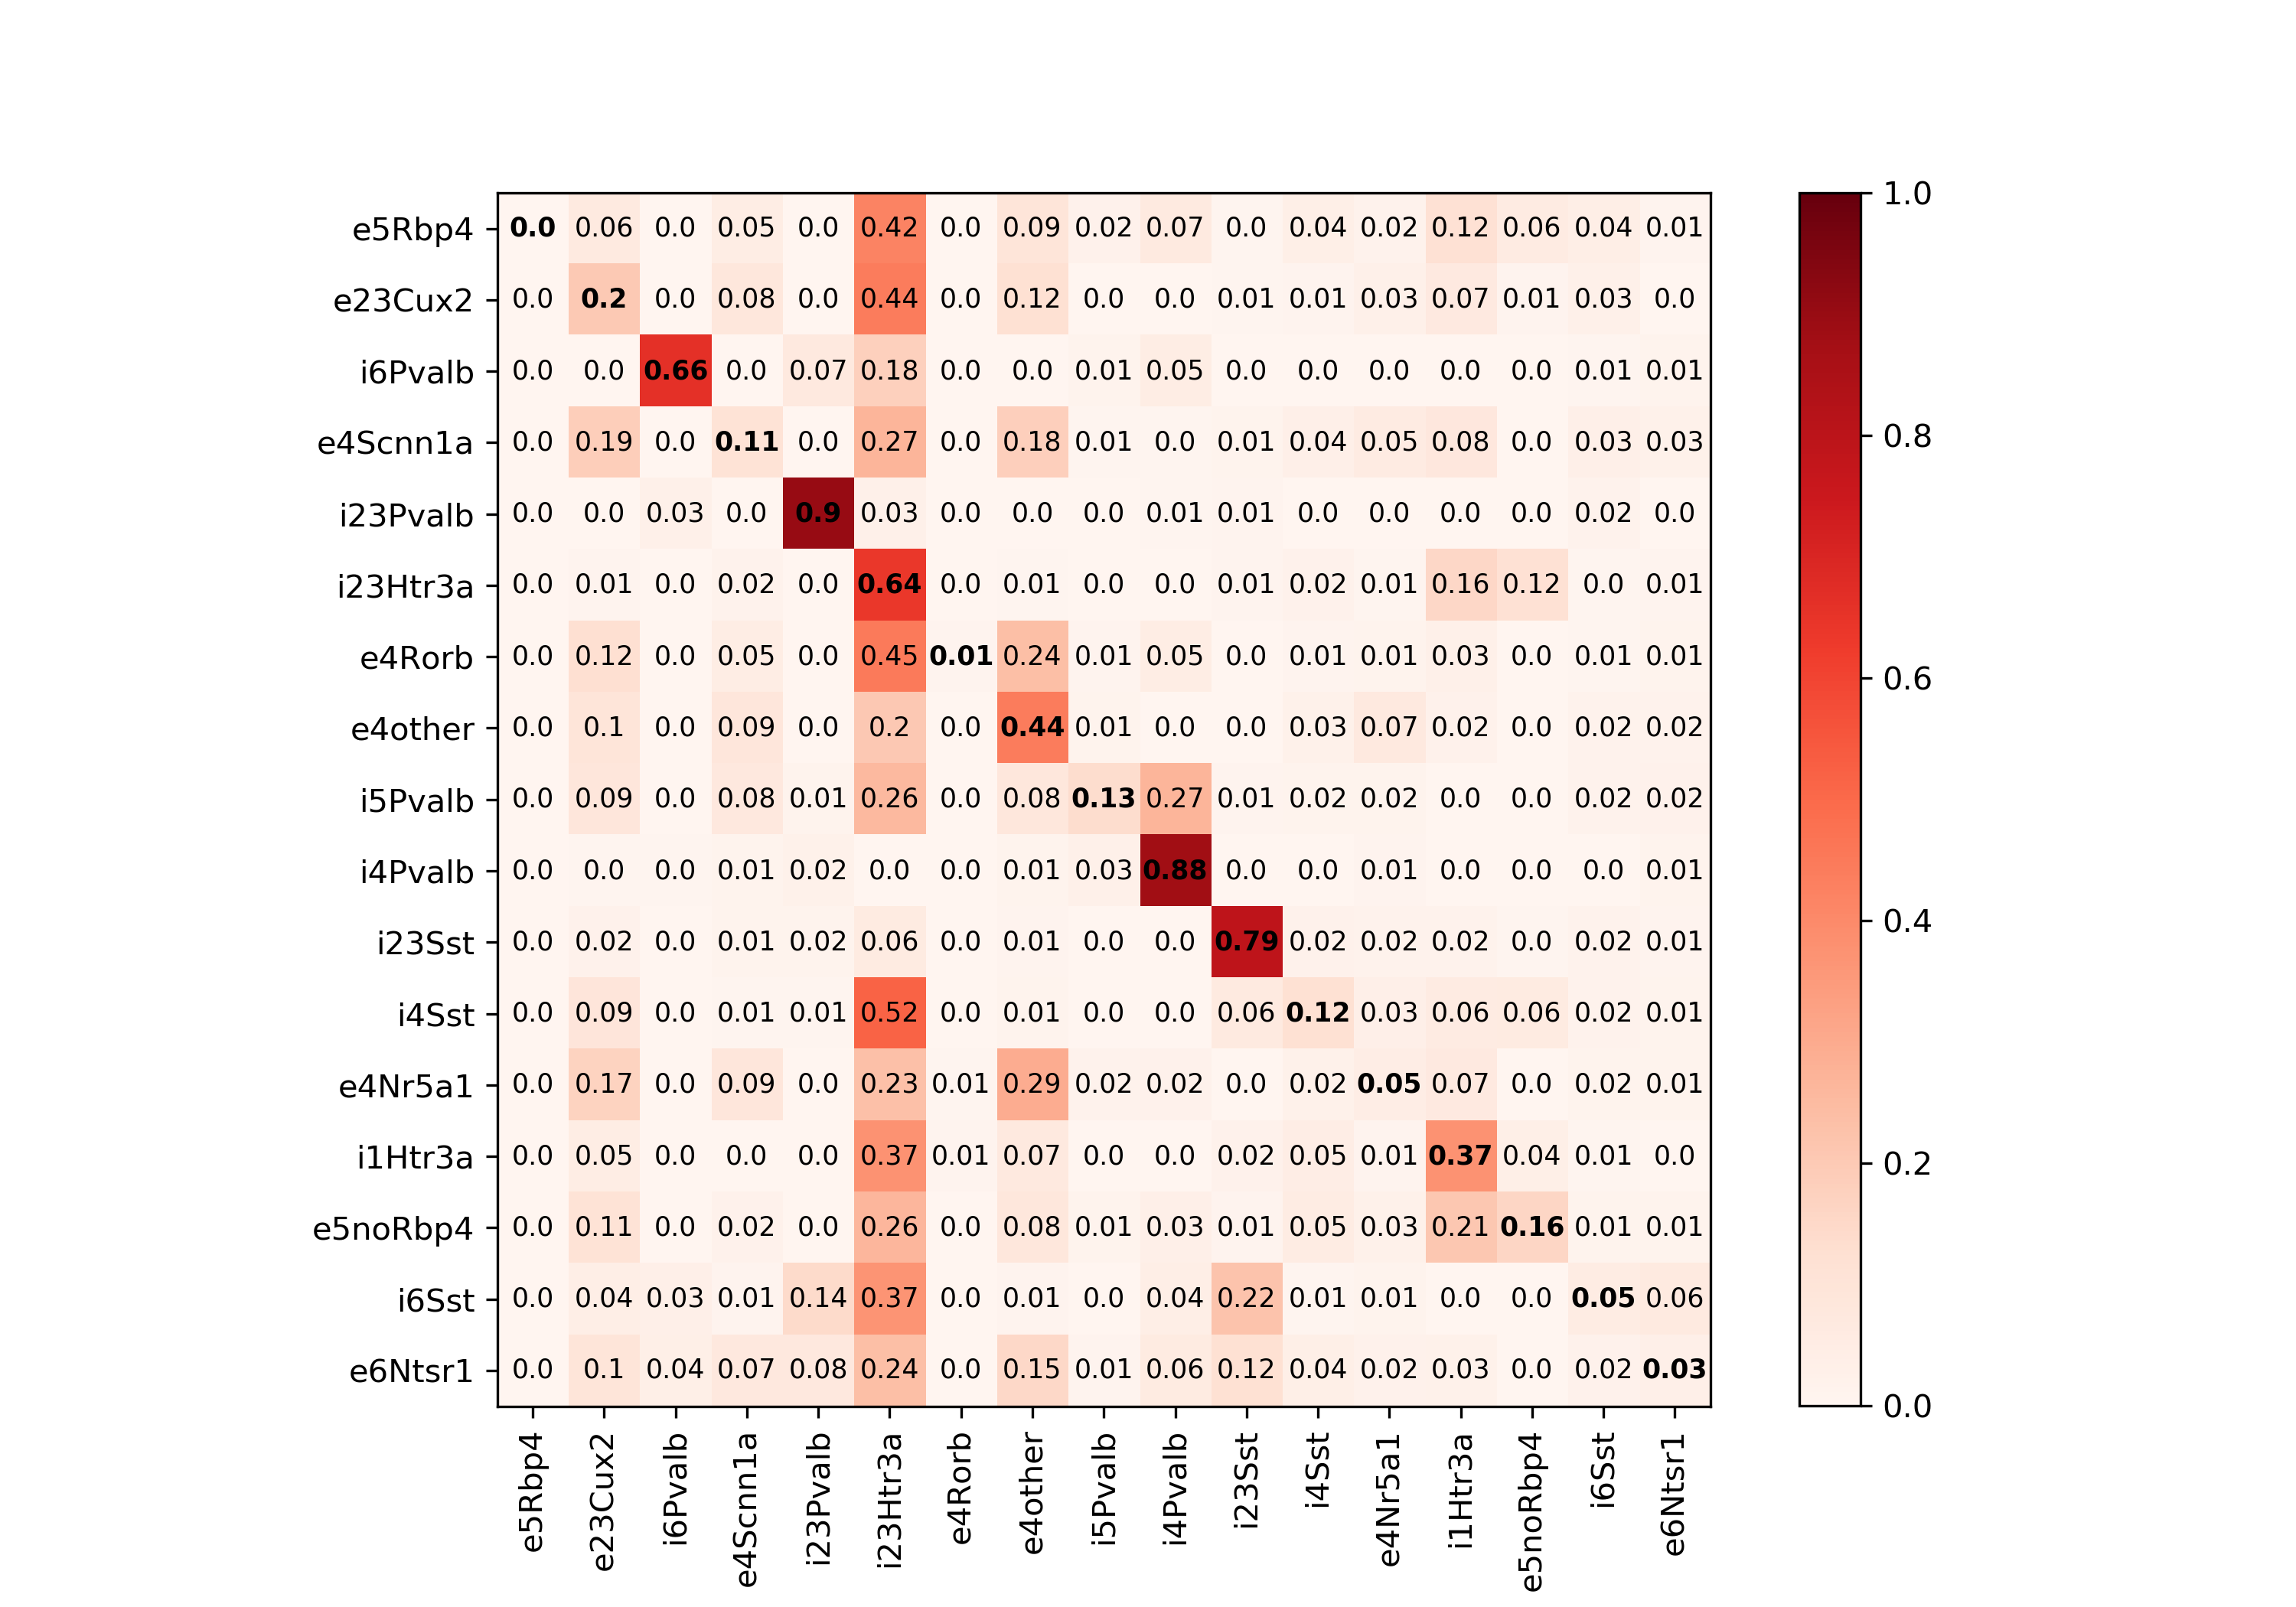 e5Rbp4 0.0 0.06 0.0 0.05 0.0 0.42 0.0 0.09 0.02 0.07 0.0 0.04 0.02 0.12 0.06 0.04 0.01 1.0
e23Cux2 0.0 0.2 0.0 0.08 0.0 0.44 0.0 0.12 0.0 0.0 0.01 0.01 0.03 0.07 0.01 0.03 0.0
i6Pvalb 0.0 0.0 0.66 0.0 0.07 0.18 0.0 0.0 0.01 0.05 0.0 0.0 0.0 0.0 0.0 0.01 0.01
e4Scnn1a 0.0 0.19 0.0 0.11 0.0 0.27 0.0 0.18 0.01 0.0 0.01 0.04 0.05 0.08 0.0 0.03 0.03 0.8
i23Pvalb 0.0 0.0 0.03 0.0 0.9 0.03 0.0 0.0 0.0 0.01 0.01 0.0 0.0 0.0 0.0 0.02 0.0
i23Htr3a 0.0 0.01 0.0 0.02 0.0 0.64 0.0 0.01 0.0 0.0 0.01 0.02 0.01 0.16 0.12 0.0 0.01
e4Rorb 0.0 0.12 0.0 0.05 0.0 0.45 0.01 0.24 0.01 0.05 0.0 0.01 0.01 0.03 0.0 0.01 0.01 0.6
e4other 0.0 0.1 0.0 0.09 0.0 0.2 0.0 0.44 0.01 0.0 0.0 0.03 0.07 0.02 0.0 0.02 0.02
i5Pvalb 0.0 0.09 0.0 0.08 0.01 0.26 0.0 0.08 0.13 0.27 0.01 0.02 0.02 0.0 0.0 0.02 0.02
i4Pvalb 0.0 0.0 0.0 0.01 0.02 0.0 0.0 0.01 0.03 0.88 0.0 0.0 0.01 0.0 0.0 0.0 0.01
i23Sst 0.0 0.02 0.0 0.01 0.02 0.06 0.0 0.01 0.0 0.0 0.79 0.02 0.02 0.02 0.0 0.02 0.01 0.4
i4Sst 0.0 0.09 0.0 0.01 0.01 0.52 0.0 0.01 0.0 0.0 0.06 0.12 0.03 0.06 0.06 0.02 0.01
e4Nr5a1 0.0 0.17 0.0 0.09 0.0 0.23 0.01 0.29 0.02 0.02 0.0 0.02 0.05 0.07 0.0 0.02 0.01
i1Htr3a 0.0 0.05 0.0 0.0 0.0 0.37 0.01 0.07 0.0 0.0 0.02 0.05 0.01 0.37 0.04 0.01 0.0 0.2
e5noRbp4 0.0 0.11 0.0 0.02 0.0 0.26 0.0 0.08 0.01 0.03 0.01 0.05 0.03 0.21 0.16 0.01 0.01
i6Sst 0.0 0.04 0.03 0.01 0.14 0.37 0.0 0.01 0.0 0.04 0.22 0.01 0.01 0.0 0.0 0.05 0.06
e6Ntsr1 0.0 0.1 0.04 0.07 0.08 0.24 0.0 0.15 0.01 0.06 0.12 0.04 0.02 0.03 0.0 0.02 0.03 0.0
e5Rbp4 e23Cux2 i6Pvalb e4Scnn1a i23Pvalb i23Htr3a e4Rorb e4other i5Pvalb i4Pvalb i23Sst i4Sst e4Nr5a1 i1Htr3a e5noRbp4 i6Sst e6Ntsr1